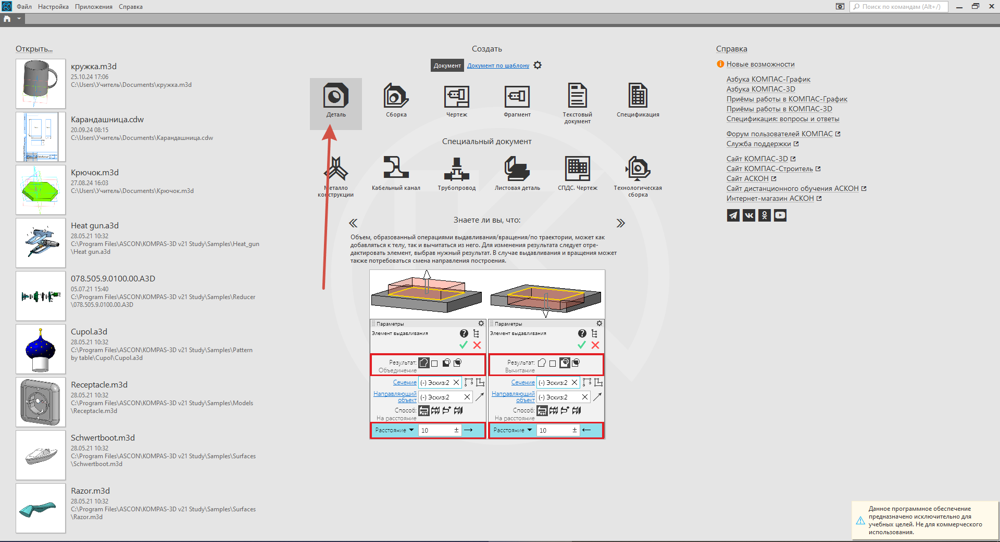 Файл Настройка Приложения Справка
Поиск по командам (Alt+/)
Открыть...
кружка.m3d
25.10.24 17:06
C:\Users\Учитель\Documents\кружка.m3d
Карандашница.cdw
20.09.24 08:15
C:\Users\Учитель\Documents\Карандашница.cdw
Крючок.m3d
27.08.24 16:03
C:\Users\Учитель\Documents\Крючок.m3d
Heat gun.a3d
28.05.21 10:32
C:\Program Files\ASCON\KOMPAS-3D v21 Study\Samples\Heat_gun
\Heat gun.a3d
078.505.9.0100.00.A3D
05.07.21 15:40
C:\Program Files\ASCON\KOMPAS-3D v21 Study\Samples\Reducer
\078.505.9.0100.00.A3D
Cupol.a3d
28.05.21 10:32
C:\Program Files\ASCON\KOMPAS-3D v21 Study\Samples\Pattern
by table\Cupol\Cupol.a3d
Receptacle.m3d
28.05.21 10:32
C:\Program Files\ASCON\KOMPAS-3D v21 Study\Samples\Models
\Receptacle.m3d
Schwertboot.m3d
28.05.21 10:32
C:\Program Files\ASCON\KOMPAS-3D v21 Study\Samples\Surfaces
\Schwertboot.m3d
Razor.m3d
28.05.21 10:32
C:\Program Files\ASCON\KOMPAS-3D v21 Study\Samples\Surfaces
\Razor.m3d
Создать
Документ Документ по шаблону
Деталь
Сборка
Чертеж
Фрагмент
Текстовый
документ
Спецификация
Специальный документ
Металло
конструкции
Кабельный канал
Трубопровод
Листовая деталь
СПДС. Чертеж
Технологическая
сборка
Знаете ли вы, что:
Объем, образованный операциями выдавливания/вращения/по траектории, может как
добавляться к телу, так и вычитаться из него. Для изменения результата следует отре-
дактировать элемент, выбрав нужный результат. В случае выдавливания и вращения может
также потребоваться смена направления построения.
Параметры
Элемент выдавливания
Результат:
Объединение
Сечение (-) Эскиз:2
Направляющий
объект (-) Эскиз:2
Способ:
На расстояние
Расстояние 10 ±
Параметры
Элемент выдавливания
Результат:
Вычитание
Сечение (-) Эскиз:2
Направляющий
объект (-) Эскиз:2
Способ:
На расстояние
Расстояние 10 ±
Справка
Новые возможности
Азбука КОМПАС-График
Азбука КОМПАС-3D
Приёмы работы в КОМПАС-График
Приёмы работы в КОМПАС-3D
Спецификация: вопросы и ответы
Форум пользователей КОМПАС
Служба поддержки
Сайт КОМПАС-3D
Сайт КОМПАС-Строитель
Сайт АСКОН
Сайт дистанционного обучения АСКОН
Интернет-магазин АСКОН
Данное программное обеспечение
предназначено исключительно для
учебных целей. Не для коммерческого
использования.